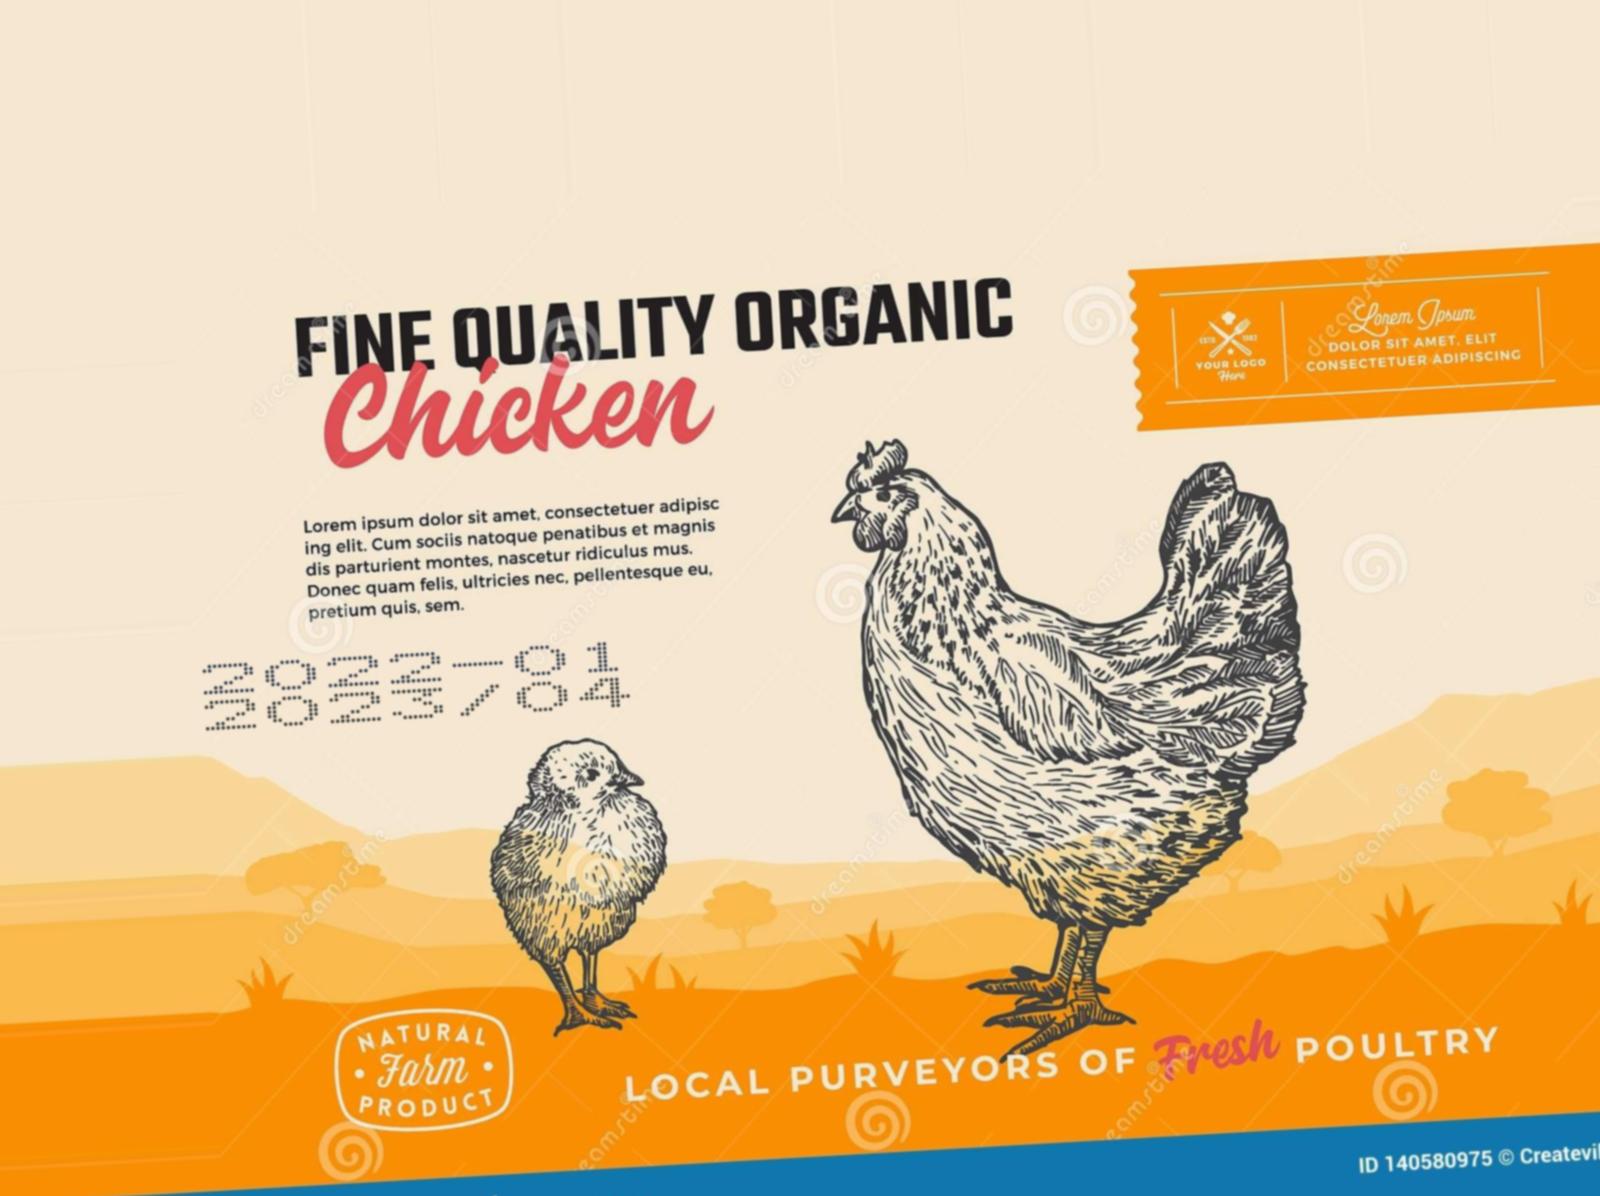 FINE QUALITY ORGANIC
Chicken
ESTD 1982
YOUR LOGO
Here
Lorem Ipsum
DOLOR SIT AMET, ELIT
CONSECTETUER ADIPISCING
Lorem ipsum dolor sit amet, consectetuer adipisc
ing elit. Cum sociis natoque penatibus et magnis
dis parturient montes, nascetur ridiculus mus.
Donec quam felis, ultricies nec, pellentesque eu,
pretium quis, sem.
2022-01
2023/04
NATURAL
Farm
PRODUCT
LOCAL PURVEYORS OF Fresh POULTRY
ID 140580975 © Createvil
dreamstime